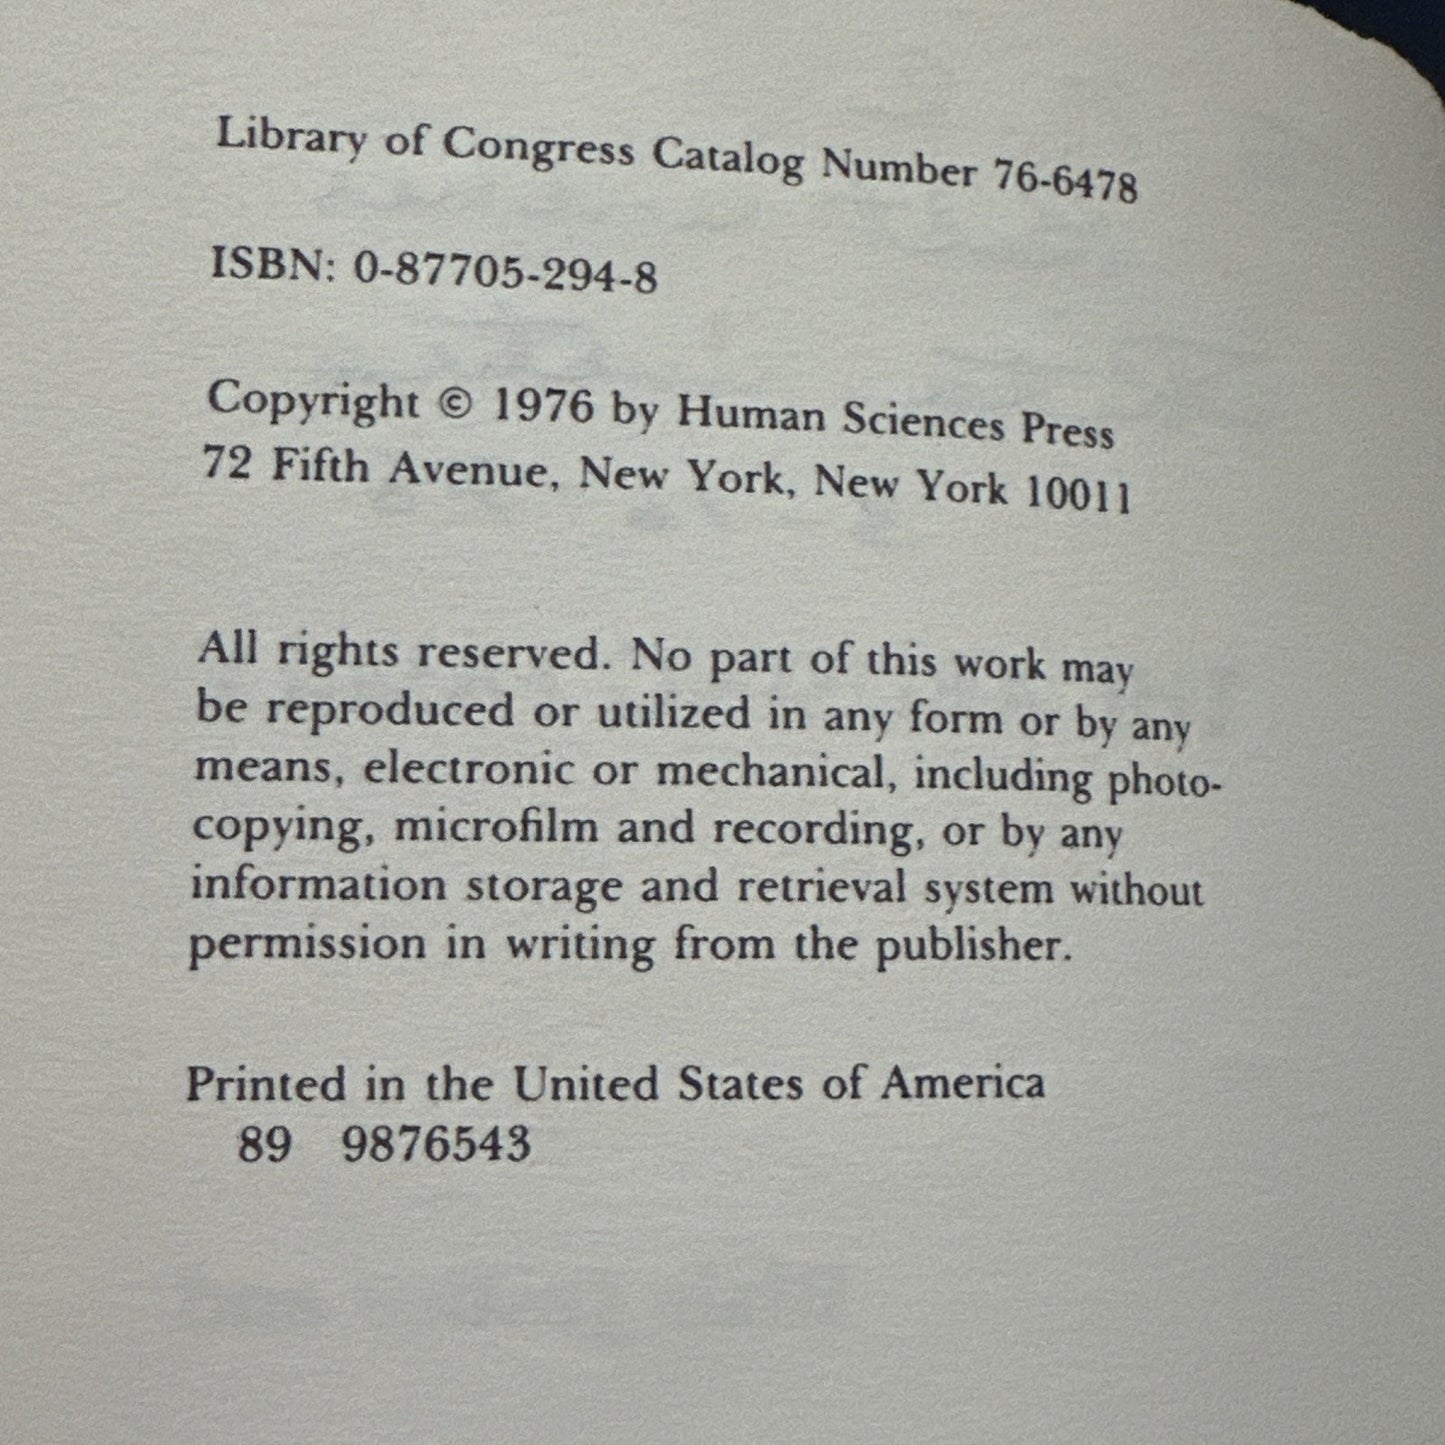 Library of Congress Catalog Number 76-6478
ISBN: 0-87705-294-8
Copyright © 1976 by Human Sciences Press
72 Fifth Avenue, New York, New York 10011
All rights reserved. No part of this work may
be reproduced or utilized in any form or by any
means, electronic or mechanical, including photo-
copying, microfilm and recording, or by any
information storage and retrieval system without
permission in writing from the publisher.
Printed in the United States of America
89 9876543